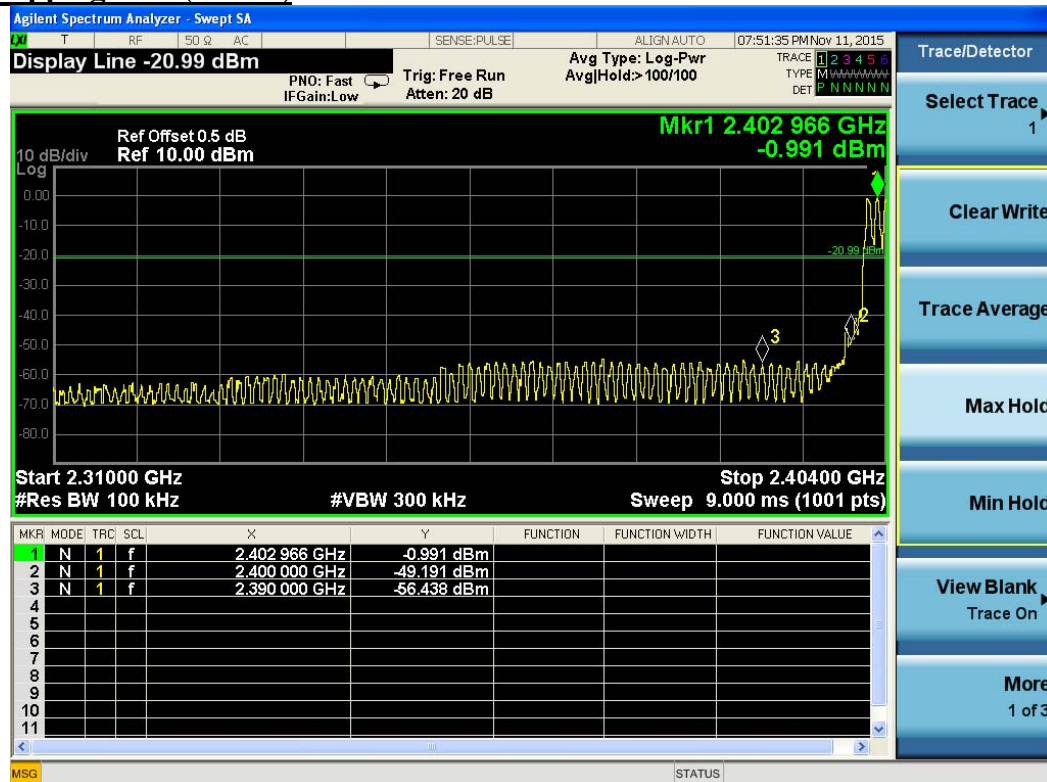 Agilent Spectrum Analyzer - Swept SA
LXI T RF 50 Ω AC SENSE:PULSE ALIGN AUTO 07:51:35 PM Nov 11, 2015
Display Line -20.99 dBm
PNO: Fast
IFGain:Low
Trig: Free Run
Atten: 20 dB
Avg Type: Log-Pwr
Avg|Hold:>100/100
TRACE 1 2 3 4 5 6
TYPE M
DET P N N N N N
Ref Offset 0.5 dB
10 dB/div Ref 10.00 dBm
Log
Mkr1 2.402 966 GHz
-0.991 dBm
1
0.00
-10.0
-20.0
-20.99 dBm
-30.0
-40.0
2
-50.0
3
-60.0
-70.0
-80.0
Start 2.31000 GHz Stop 2.40400 GHz
#Res BW 100 kHz #VBW 300 kHz Sweep 9.000 ms (1001 pts)
MKR MODE TRC SCL X Y FUNCTION FUNCTION WIDTH FUNCTION VALUE
1 N 1 f 2.402 966 GHz -0.991 dBm
2 N 1 f 2.400 000 GHz -49.191 dBm
3 N 1 f 2.390 000 GHz -56.438 dBm
4
5
6
7
8
9
10
11
MSG STATUS
Trace/Detector
Select Trace
1
Clear Write
Trace Average
Max Hold
Min Hold
View Blank
Trace On
More
1 of 3